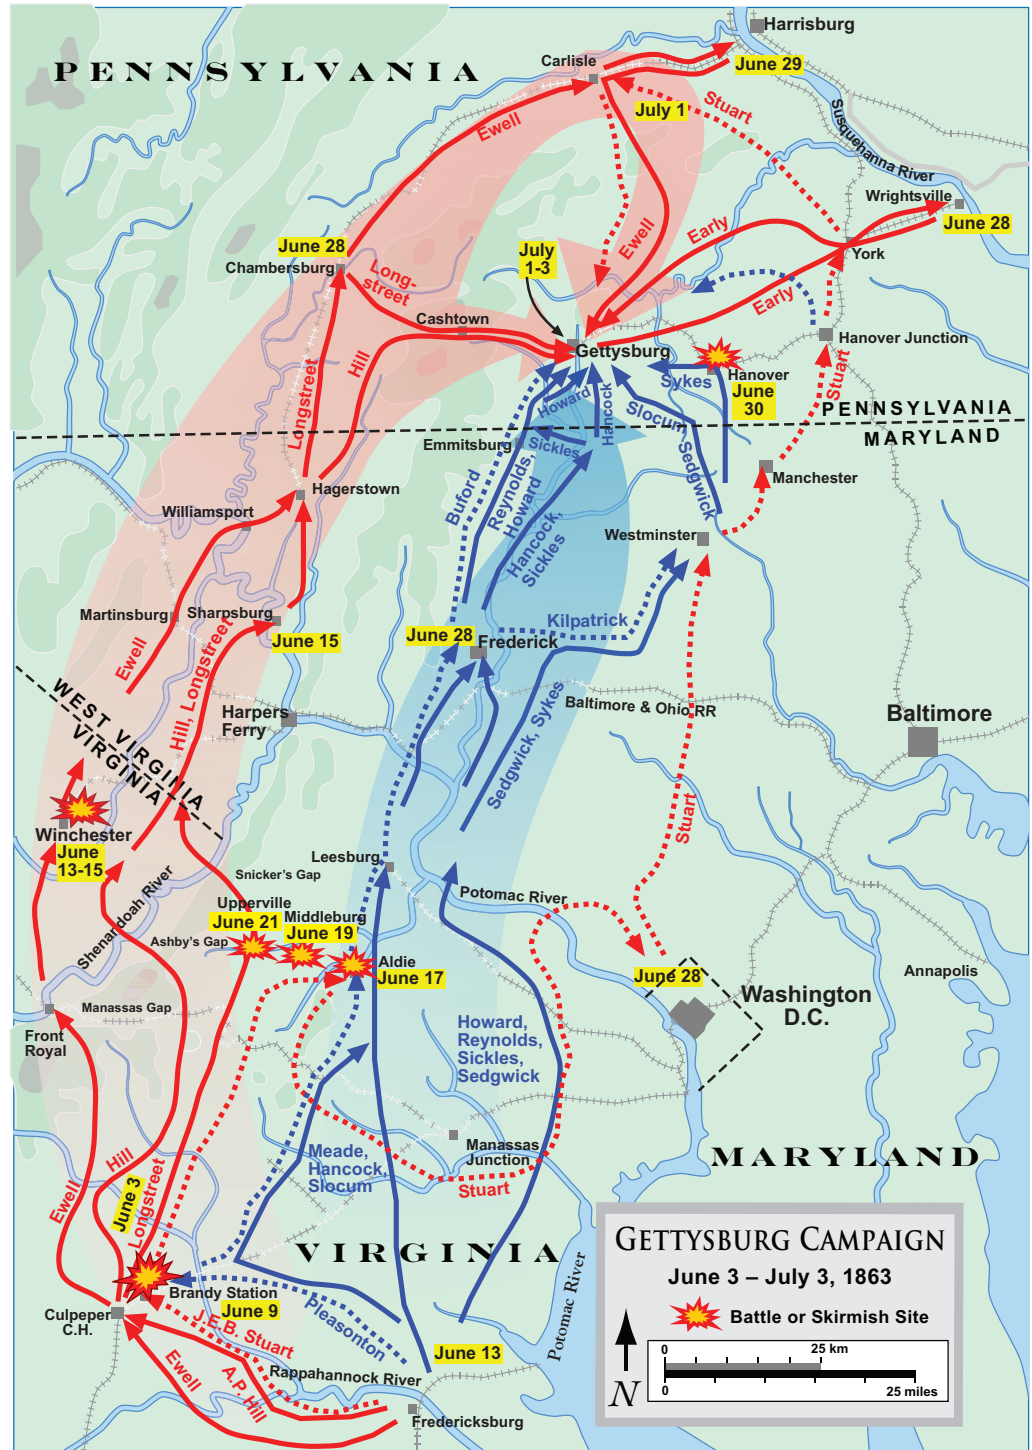 PENNSYLVANIA
Harrisburg
Carlisle
June 29
Stuart
July 1
Ewell
Susquehanna River
Wrightsville
June 28
Early
York
Ewell
June 28
Chambersburg
July
1-3
Long-
street
Cashtown
Early
Hanover Junction
Gettysburg
Hill
Longstreet
Hanover
June
30
Sykes
Stuart
Howard
Hancock
Slocum
PENNSYLVANIA
MARYLAND
Emmitsburg
Sickles
Sedgwick
Manchester
Hagerstown
Williamsport
Buford
Reynolds,
Howard
Hancock,
Sickles
Westminster
Martinsburg
Sharpsburg
June 15
Kilpatrick
June 28
Frederick
Ewell
Hill, Longstreet
WEST VIRGINIA
VIRGINIA
Harpers
Ferry
Baltimore & Ohio RR
Baltimore
Sedgwick, Sykes
Stuart
Winchester
June
13-15
Leesburg
Snicker's Gap
Potomac River
Shenandoah River
Upperville
June 21
Middleburg
June 19
Ashby's Gap
Aldie
June 17
June 28
Annapolis
Washington
D.C.
Manassas Gap
Front
Royal
Howard,
Reynolds,
Sickles,
Sedgwick
Manassas
Junction
Meade,
Hancock,
Slocum
Stuart
MARYLAND
Hill
Ewell
June 3
Longstreet
VIRGINIA
Brandy Station
June 9
Culpeper
C.H.
J.E.B. Stuart
Pleasonton
June 13
Ewell
A.P. Hill
Rappahannock River
Fredericksburg
Potomac River
GETTYSBURG CAMPAIGN
June 3 – July 3, 1863
Battle or Skirmish Site
N
0
25 km
0
25 miles